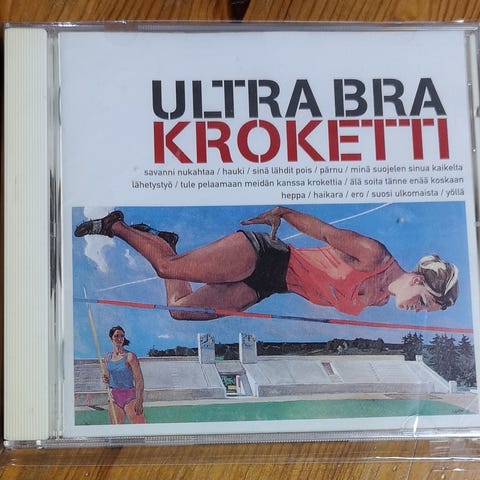 ULTRA BRA
KROKETTI
savanni nukahtaa / hauki / sinä lähdit pois / pärnu / minä suojelen sinua kaikelta
lähetystyö / tule pelaamaan meidän kanssa krokettia / älä soita tänne enää koskaan
heppa / haikara / ero / suosi ulkomaista / yöllä